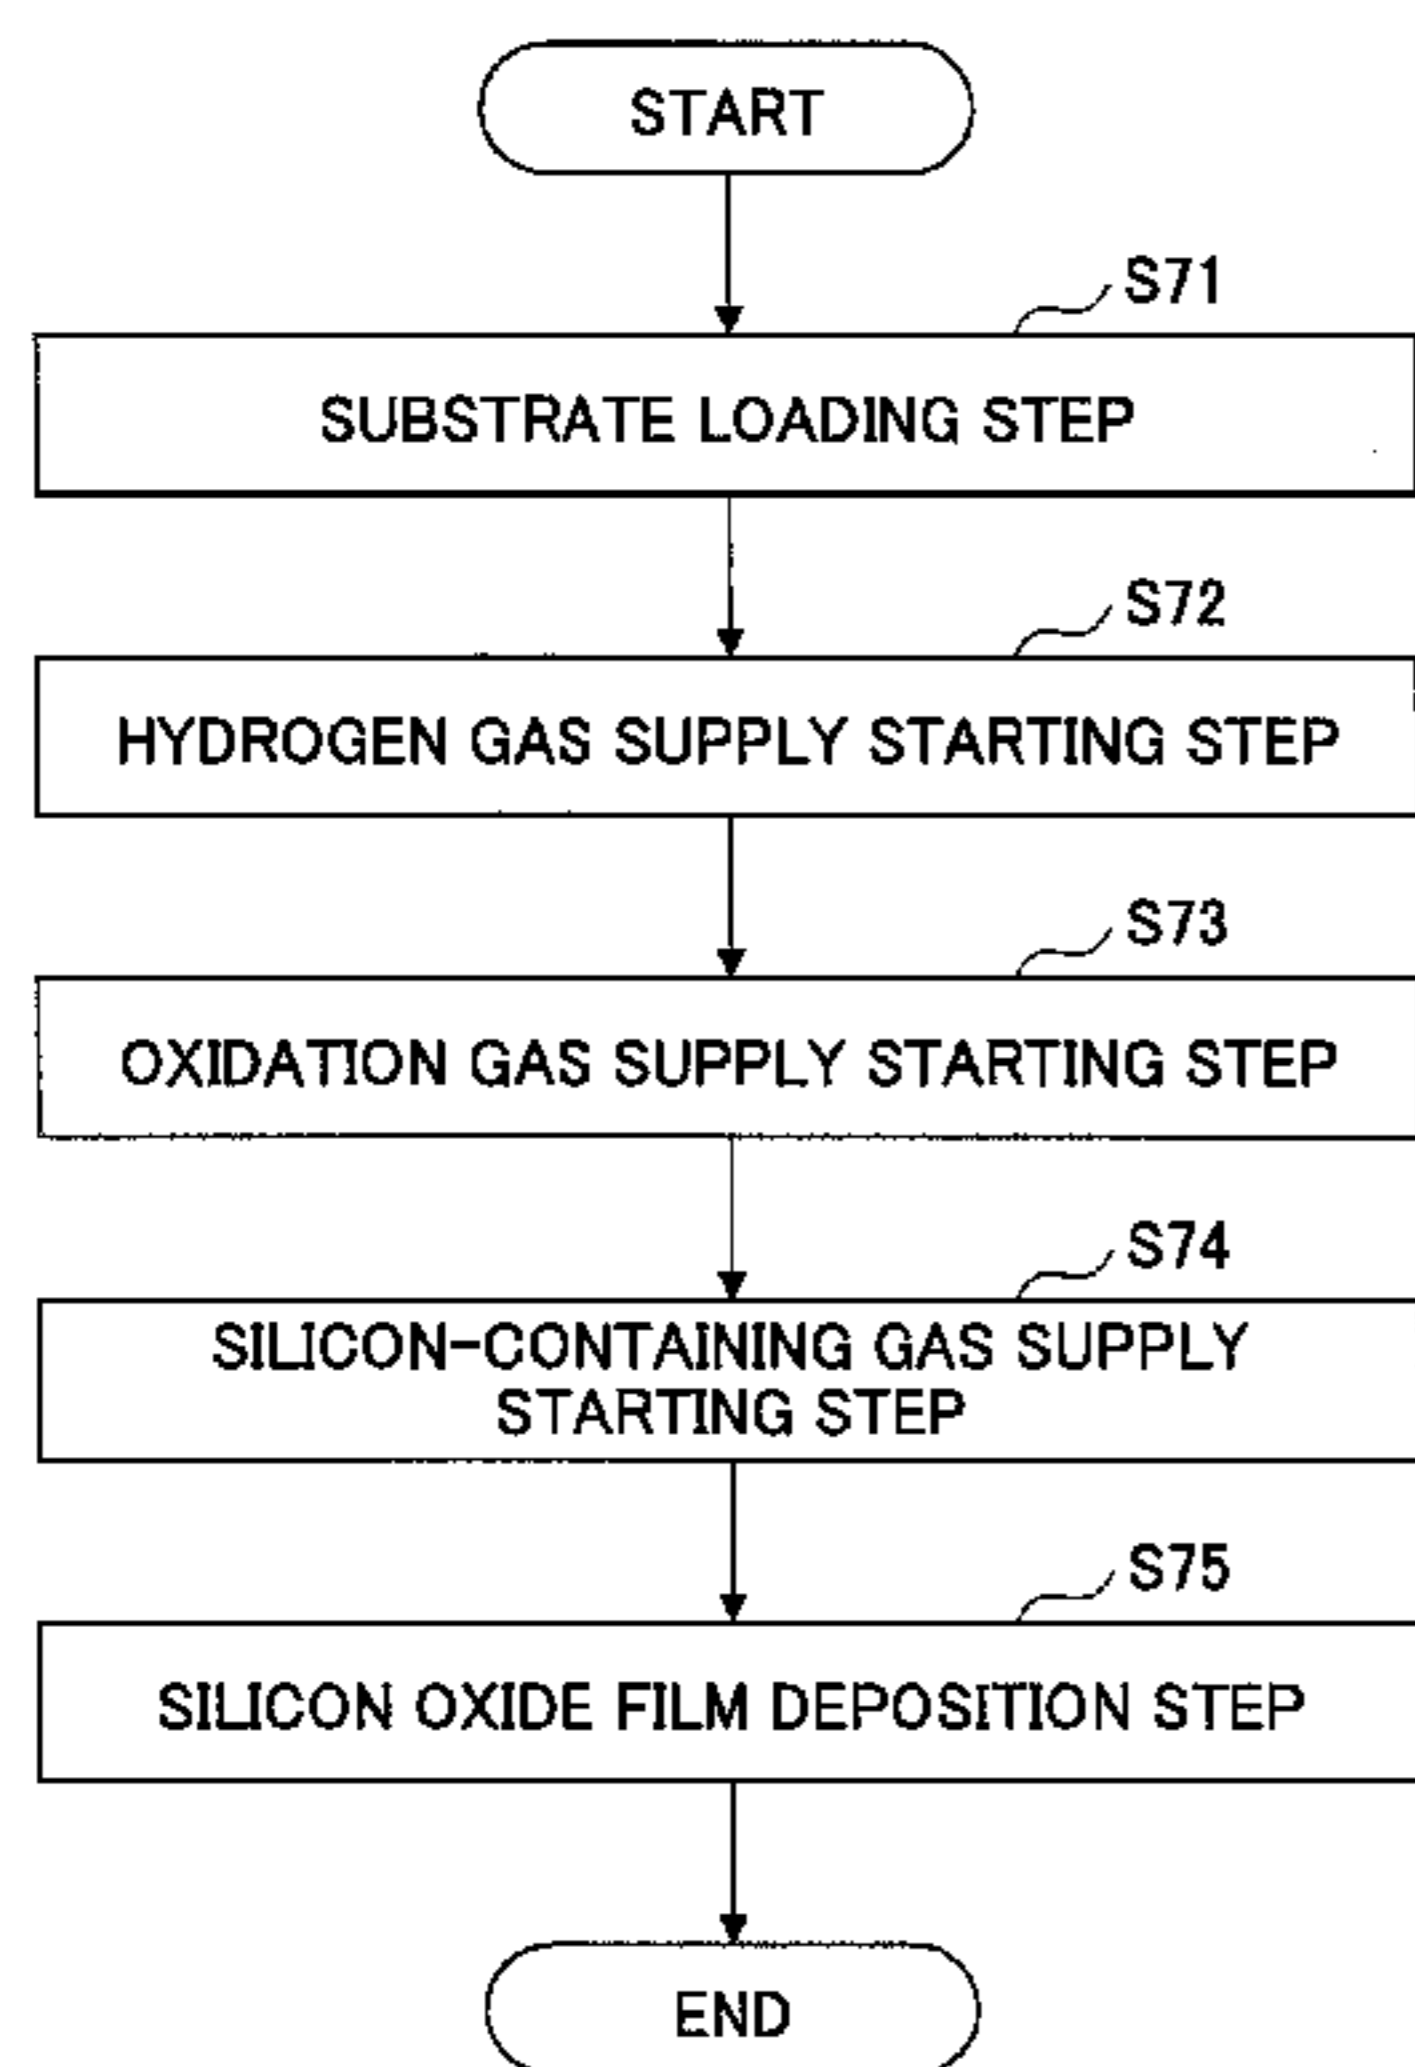 START
S71
SUBSTRATE LOADING STEP
S72
HYDROGEN GAS SUPPLY STARTING STEP
S73
OXIDATION GAS SUPPLY STARTING STEP
S74
SILICON-CONTAINING GAS SUPPLY
STARTING STEP
S75
SILICON OXIDE FILM DEPOSITION STEP
END